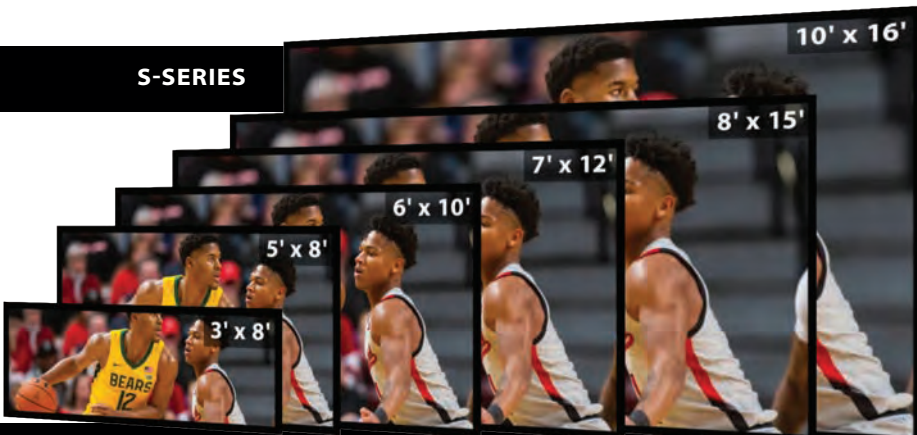 S-SERIES
10' x 16'
8' x 15'
7' x 12'
6' x 10'
5' x 8'
3' x 8'
BEARS
12